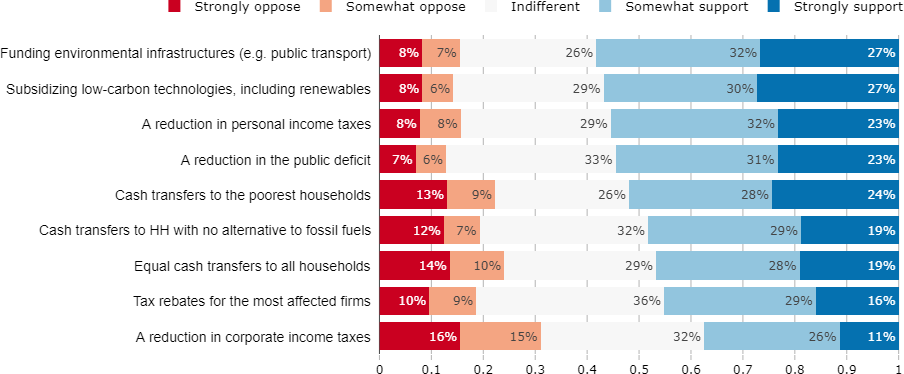 Strongly oppose Somewhat oppose Indifferent Somewhat support Strongly support
Funding environmental infrastructures (e.g. public transport) 8% 7% 26% 32% 27%
Subsidizing low-carbon technologies, including renewables 8% 6% 29% 30% 27%
A reduction in personal income taxes 8% 8% 29% 32% 23%
A reduction in the public deficit 7% 6% 33% 31% 23%
Cash transfers to the poorest households 13% 9% 26% 28% 24%
Cash transfers to HH with no alternative to fossil fuels 12% 7% 32% 29% 19%
Equal cash transfers to all households 14% 10% 29% 28% 19%
Tax rebates for the most affected firms 10% 9% 36% 29% 16%
A reduction in corporate income taxes 16% 15% 32% 26% 11%
0 0.1 0.2 0.3 0.4 0.5 0.6 0.7 0.8 0.9 1